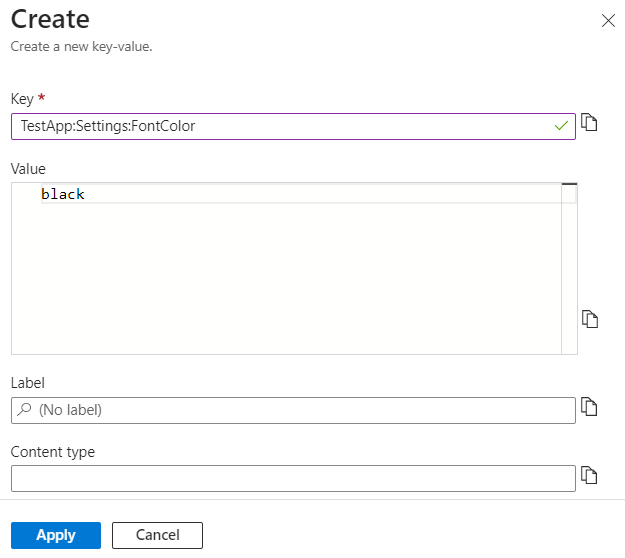 Create
Create a new key-value.
Key *
TestApp:Settings:FontColor
Value
black
Label
(No label)
Content type
Apply Cancel